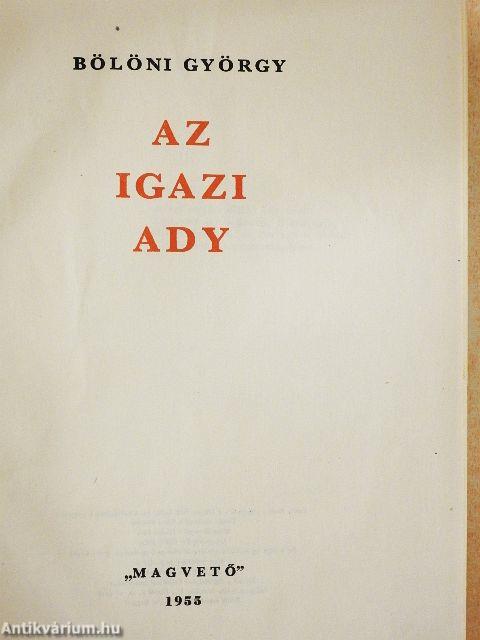 BÖLÖNI GYÖRGY
AZ
IGAZI
ADY
„MAGVETŐ"
1955
Antikvárium.hu